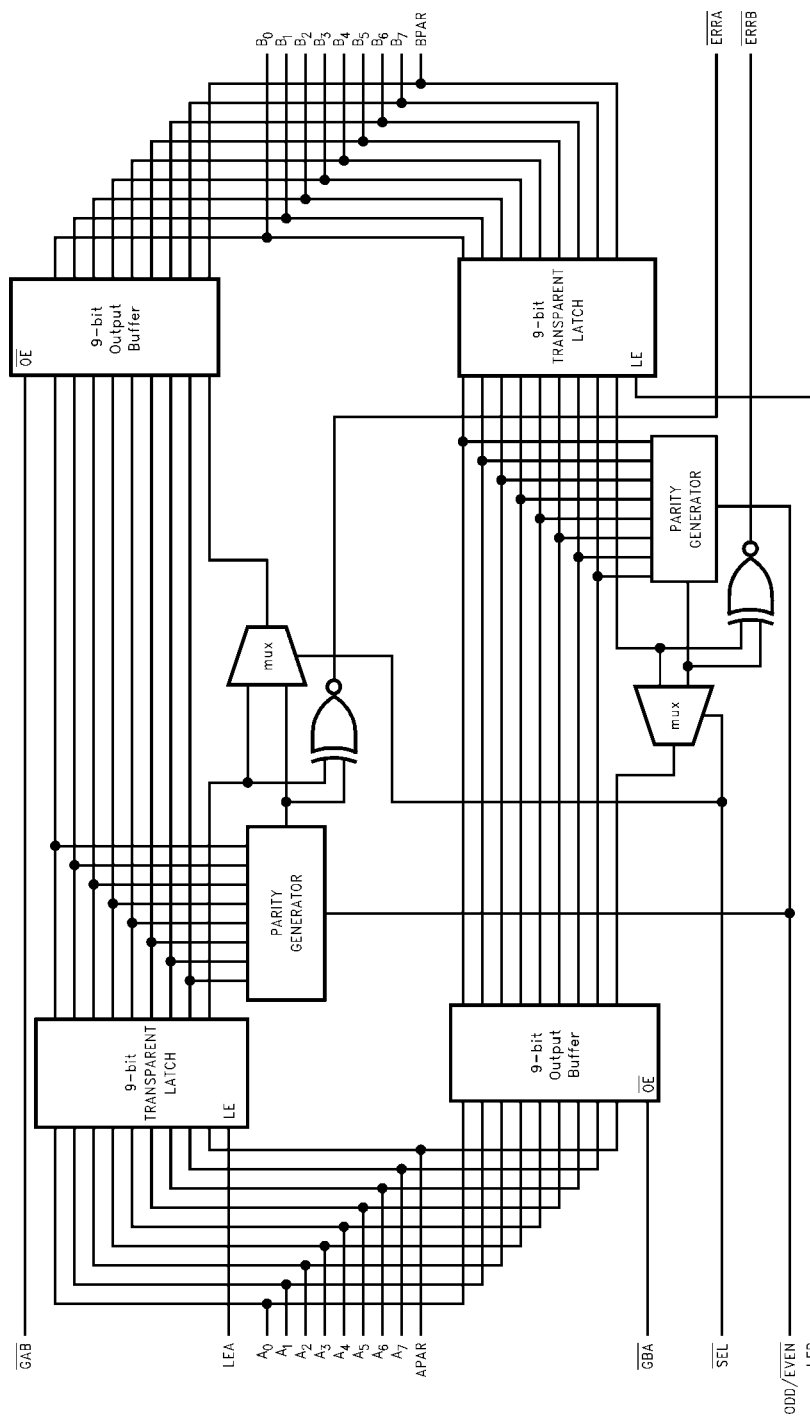 GAB
OE
9-bit
TRANSPARENT
LATCH
LE
9-bit
Output
Buffer
LEA
A0
A1
A2
A3
A4
A5
A6
A7
APAR
PARITY
GENERATOR
mux
B0
B1
B2
B3
B4
B5
B6
B7
BPAR
9-bit
Output
Buffer
OE
9-bit
TRANSPARENT
LATCH
LE
GBA
PARITY
GENERATOR
mux
SEL
ERRA
ERRB
ODD/EVEN